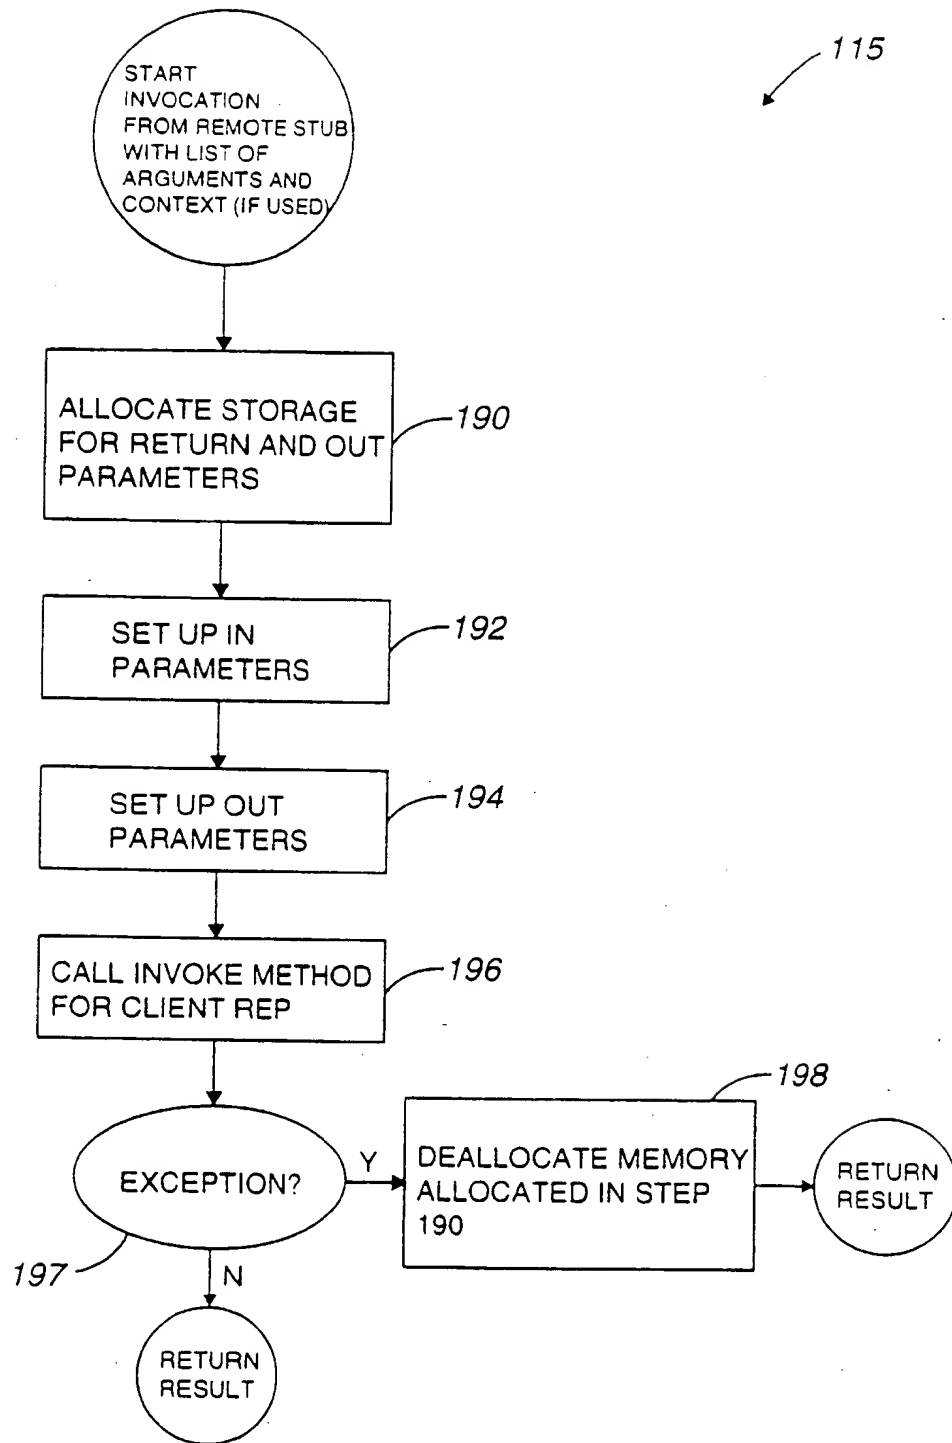 115
START
INVOCATION
FROM REMOTE STUB
WITH LIST OF
ARGUMENTS AND
CONTEXT (IF USED)
ALLOCATE STORAGE
FOR RETURN AND OUT
PARAMETERS
190
SET UP IN
PARAMETERS
192
SET UP OUT
PARAMETERS
194
CALL INVOKE METHOD
FOR CLIENT REP
196
EXCEPTION?
197
Y
N
198
DEALLOCATE MEMORY
ALLOCATED IN STEP
190
RETURN
RESULT
RETURN
RESULT